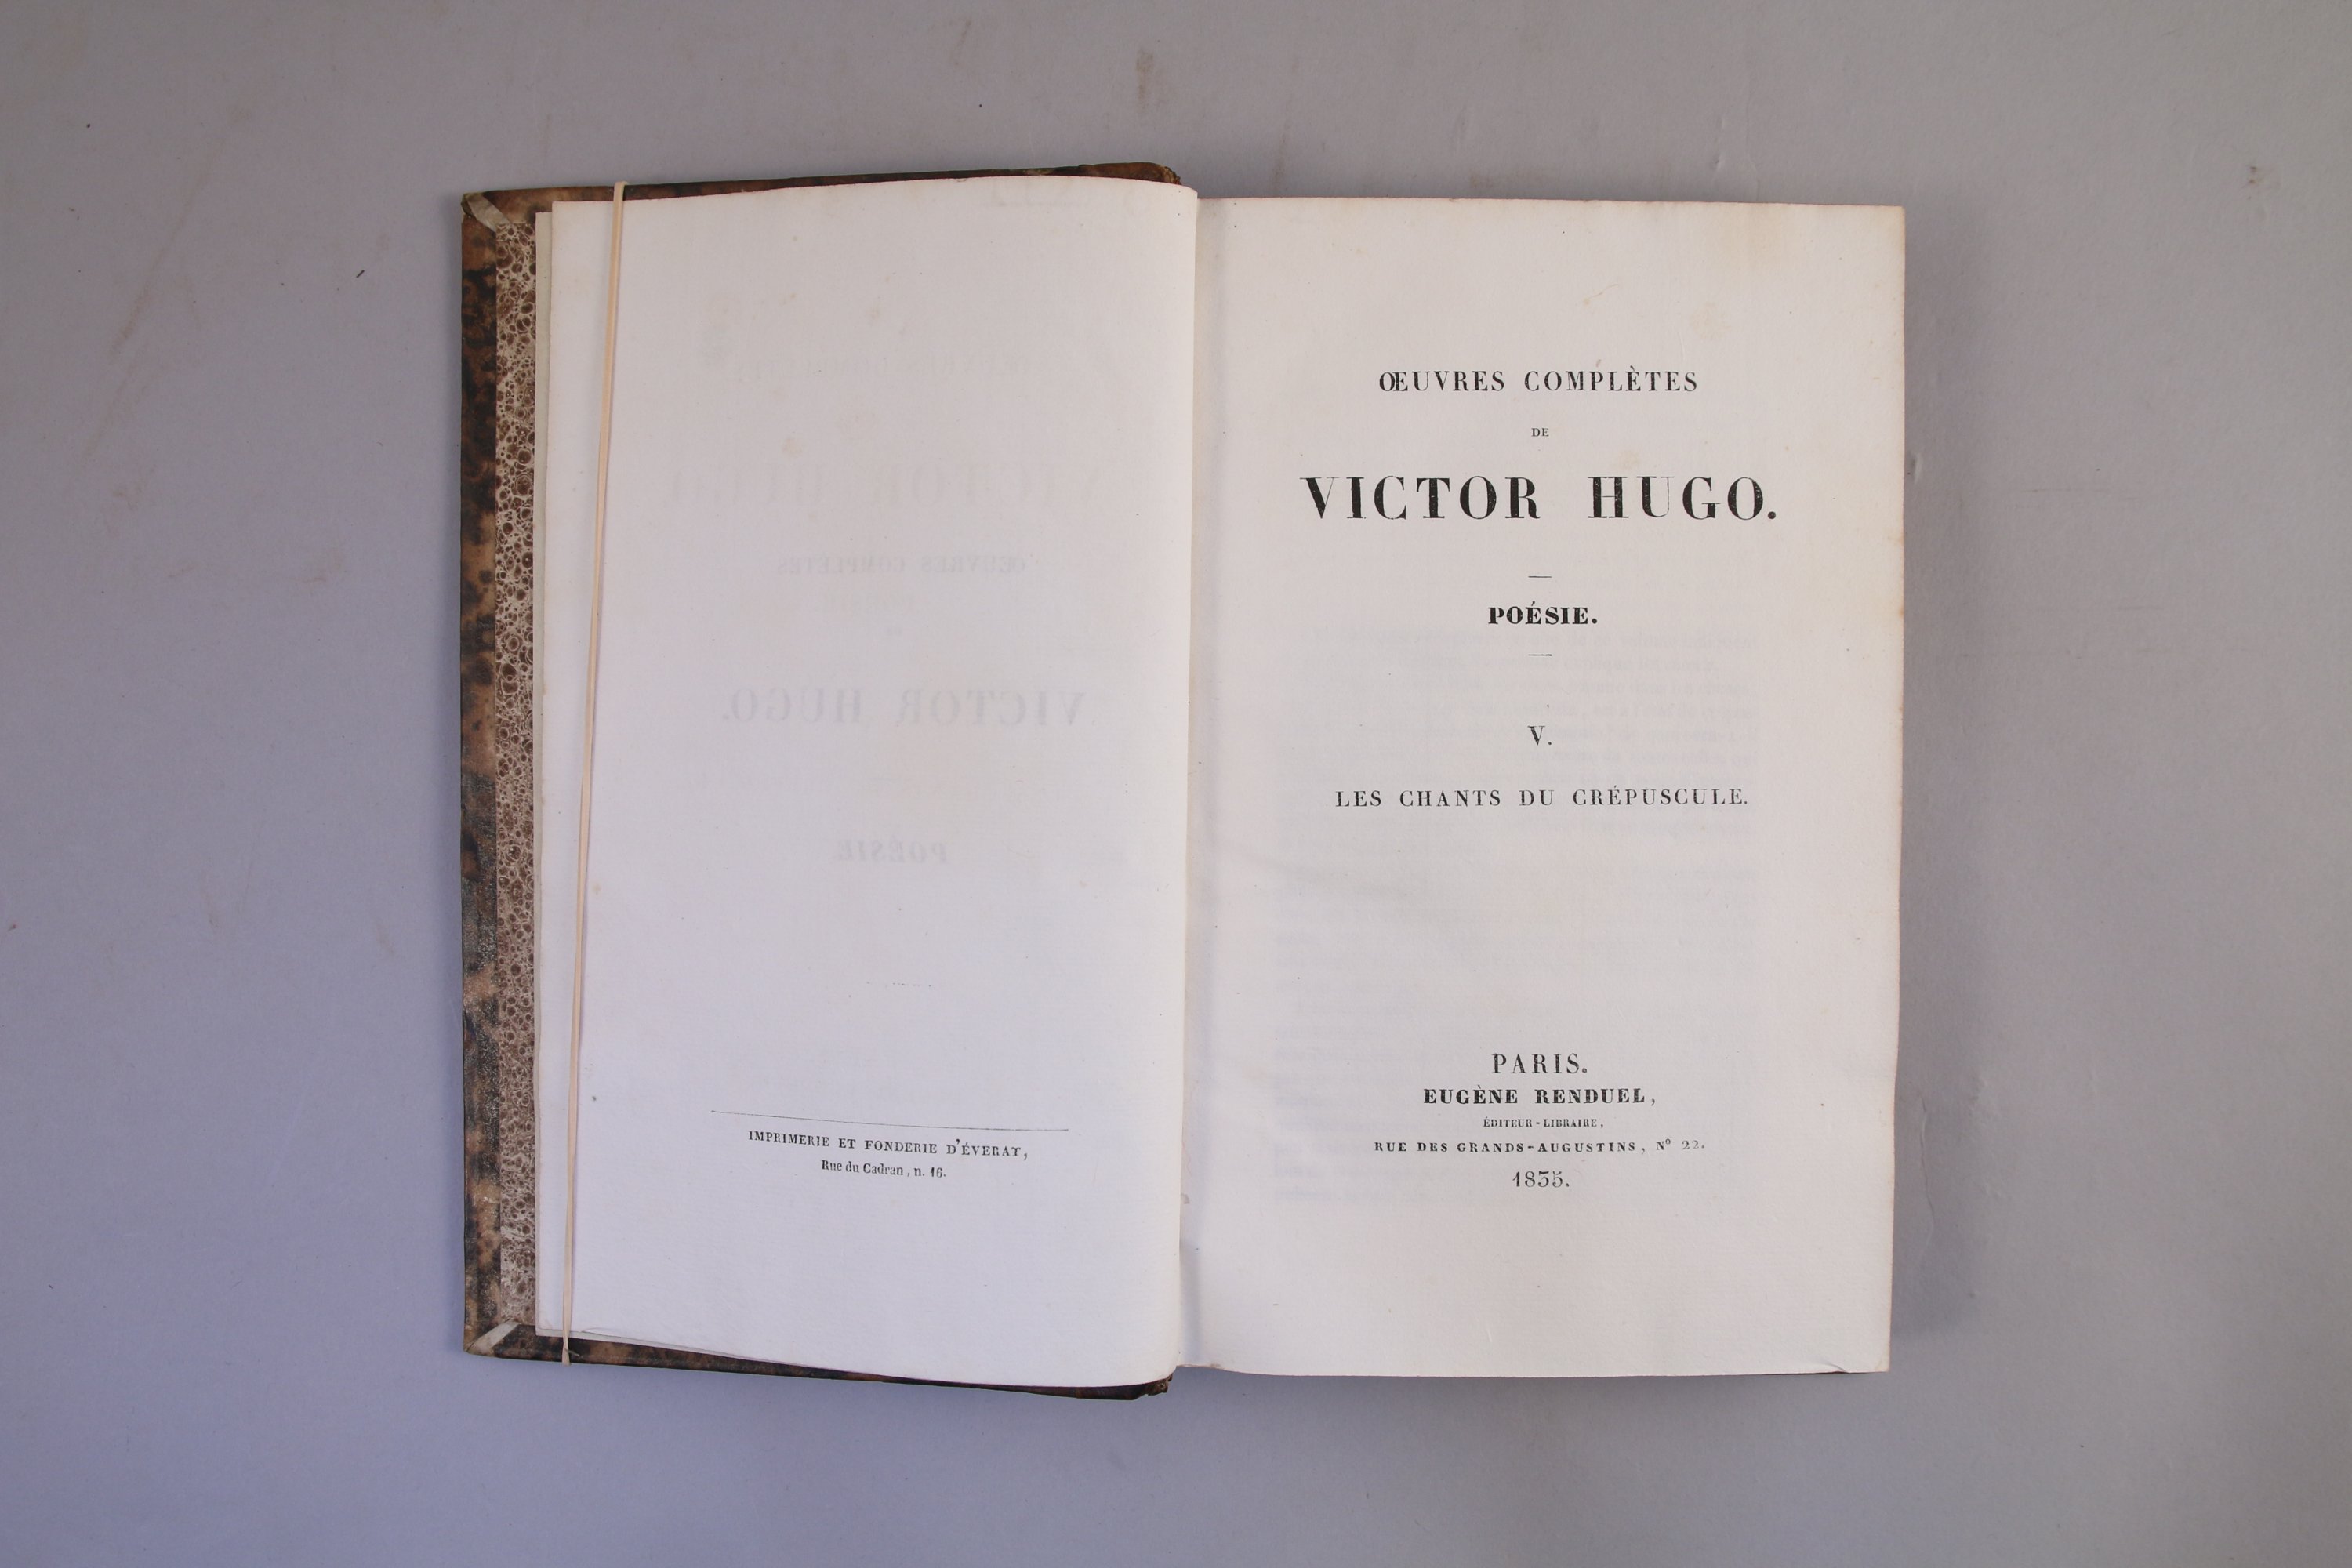 IMPRIMERIE ET FONDERIE D'ÉVERAT,
Rue du Cadran, n. 16.
ŒUVRES COMPLÈTES
DE
VICTOR HUGO.
POÉSIE.
V.
LES CHANTS DU CRÉPUSCULE.
PARIS.
EUGÈNE RENDUEL,
ÉDITEUR-LIBRAIRE,
RUE DES GRANDS-AUGUSTINS, Nº 22.
1835.